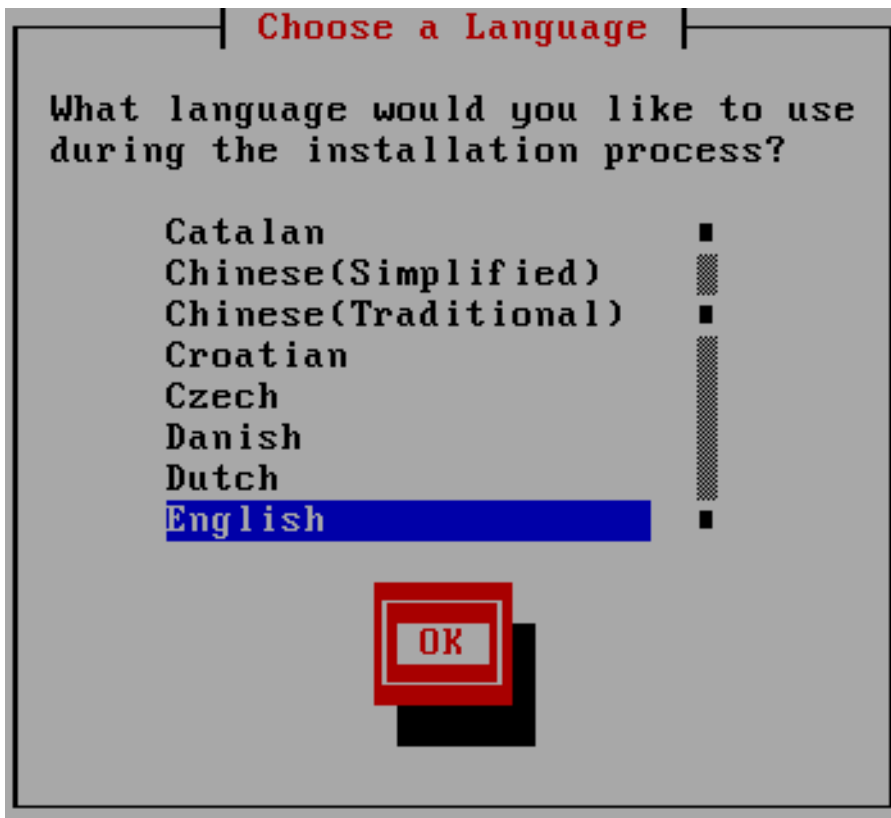 Choose a Language
What language would you like to use
during the installation process?
Catalan
Chinese(Simplified)
Chinese(Traditional)
Croatian
Czech
Danish
Dutch
English
OK